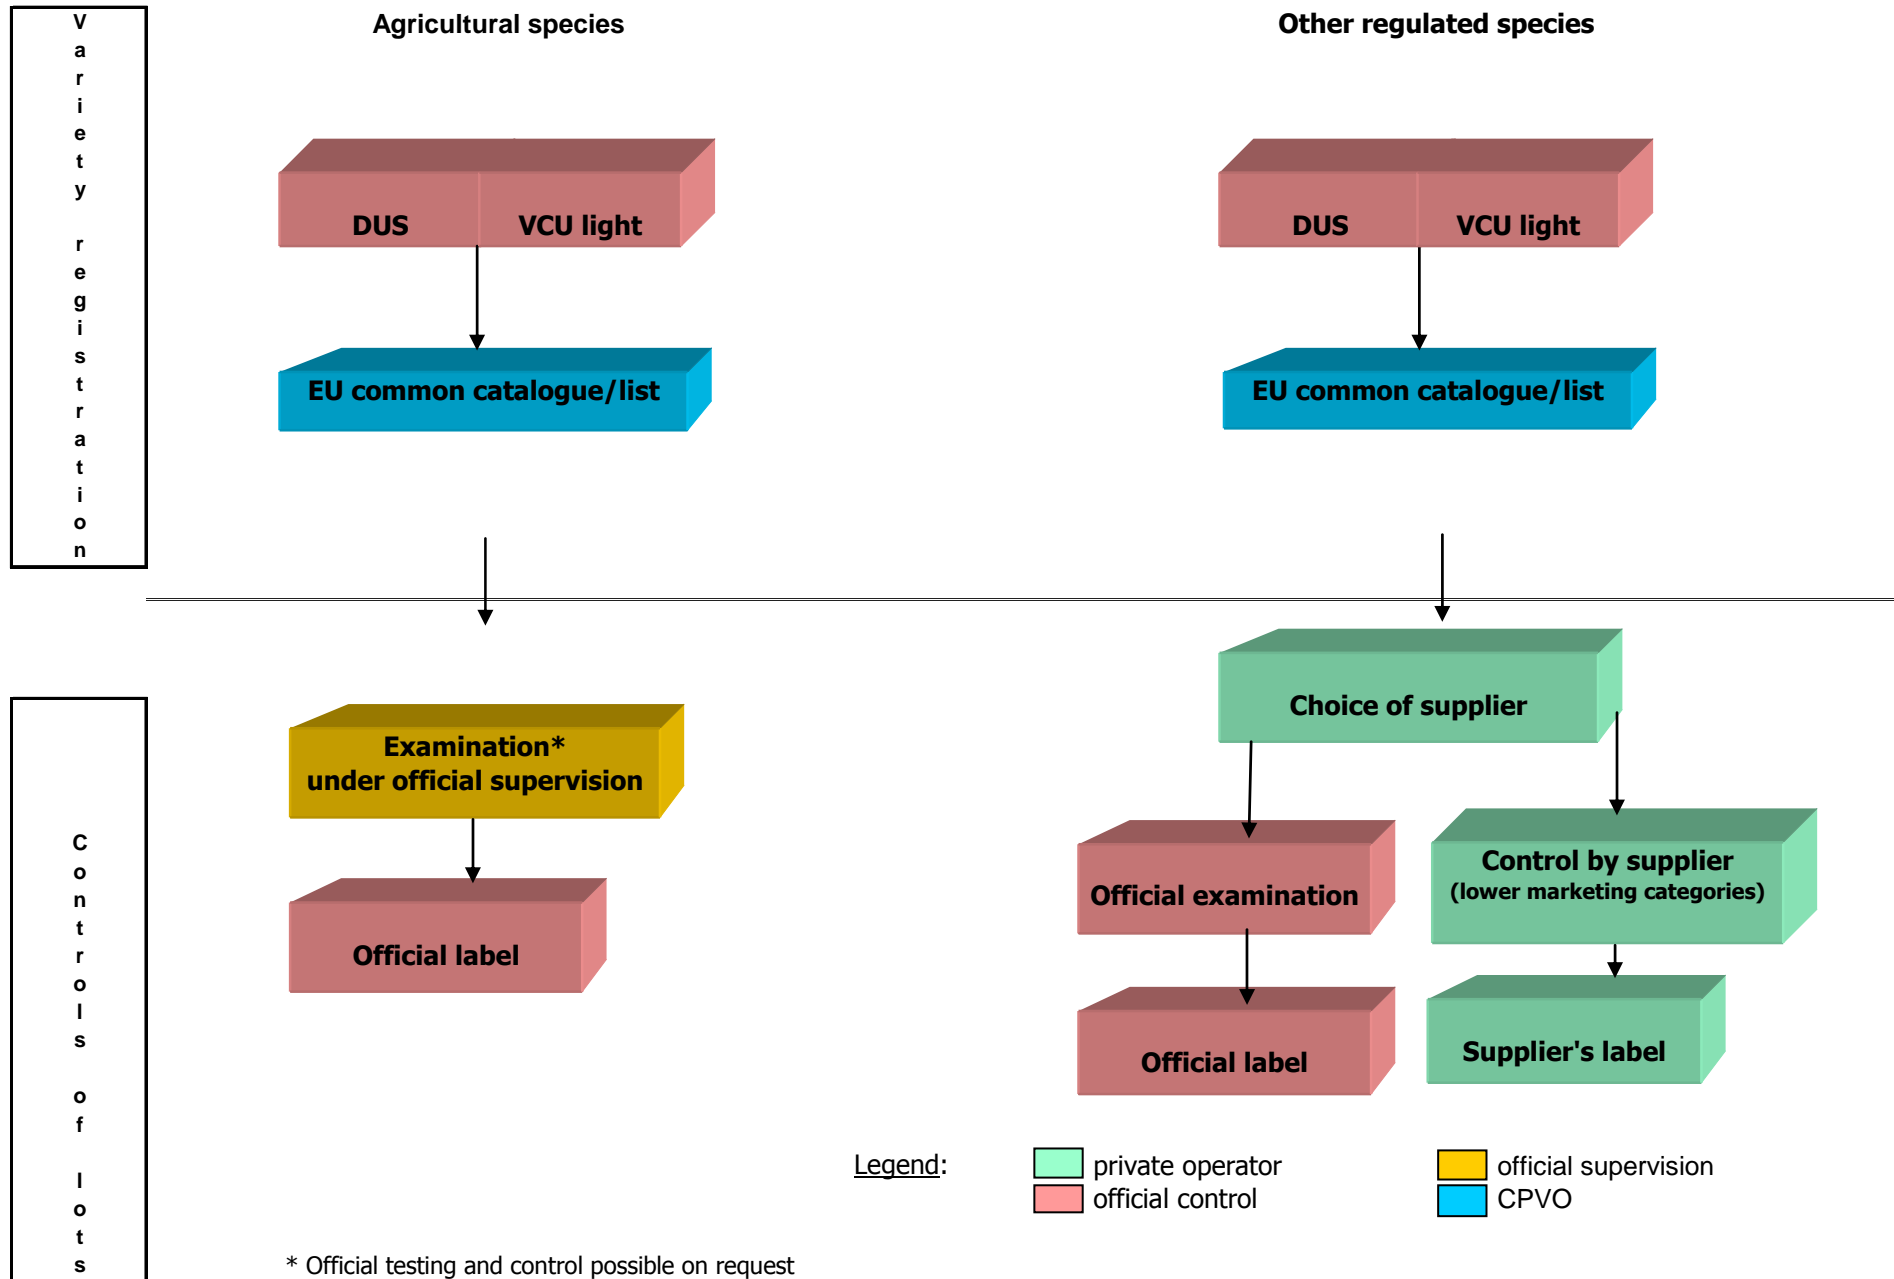 Variety registration
Agricultural species
Other regulated species
DUS
VCU light
DUS
VCU light
EU common catalogue/list
EU common catalogue/list
Controls of lots
Choice of supplier
Examination*
under official supervision
Official label
Official examination
Control by supplier
(lower marketing categories)
Official label
Supplier's label
Legend:
private operator
official supervision
official control
CPVO
* Official testing and control possible on request